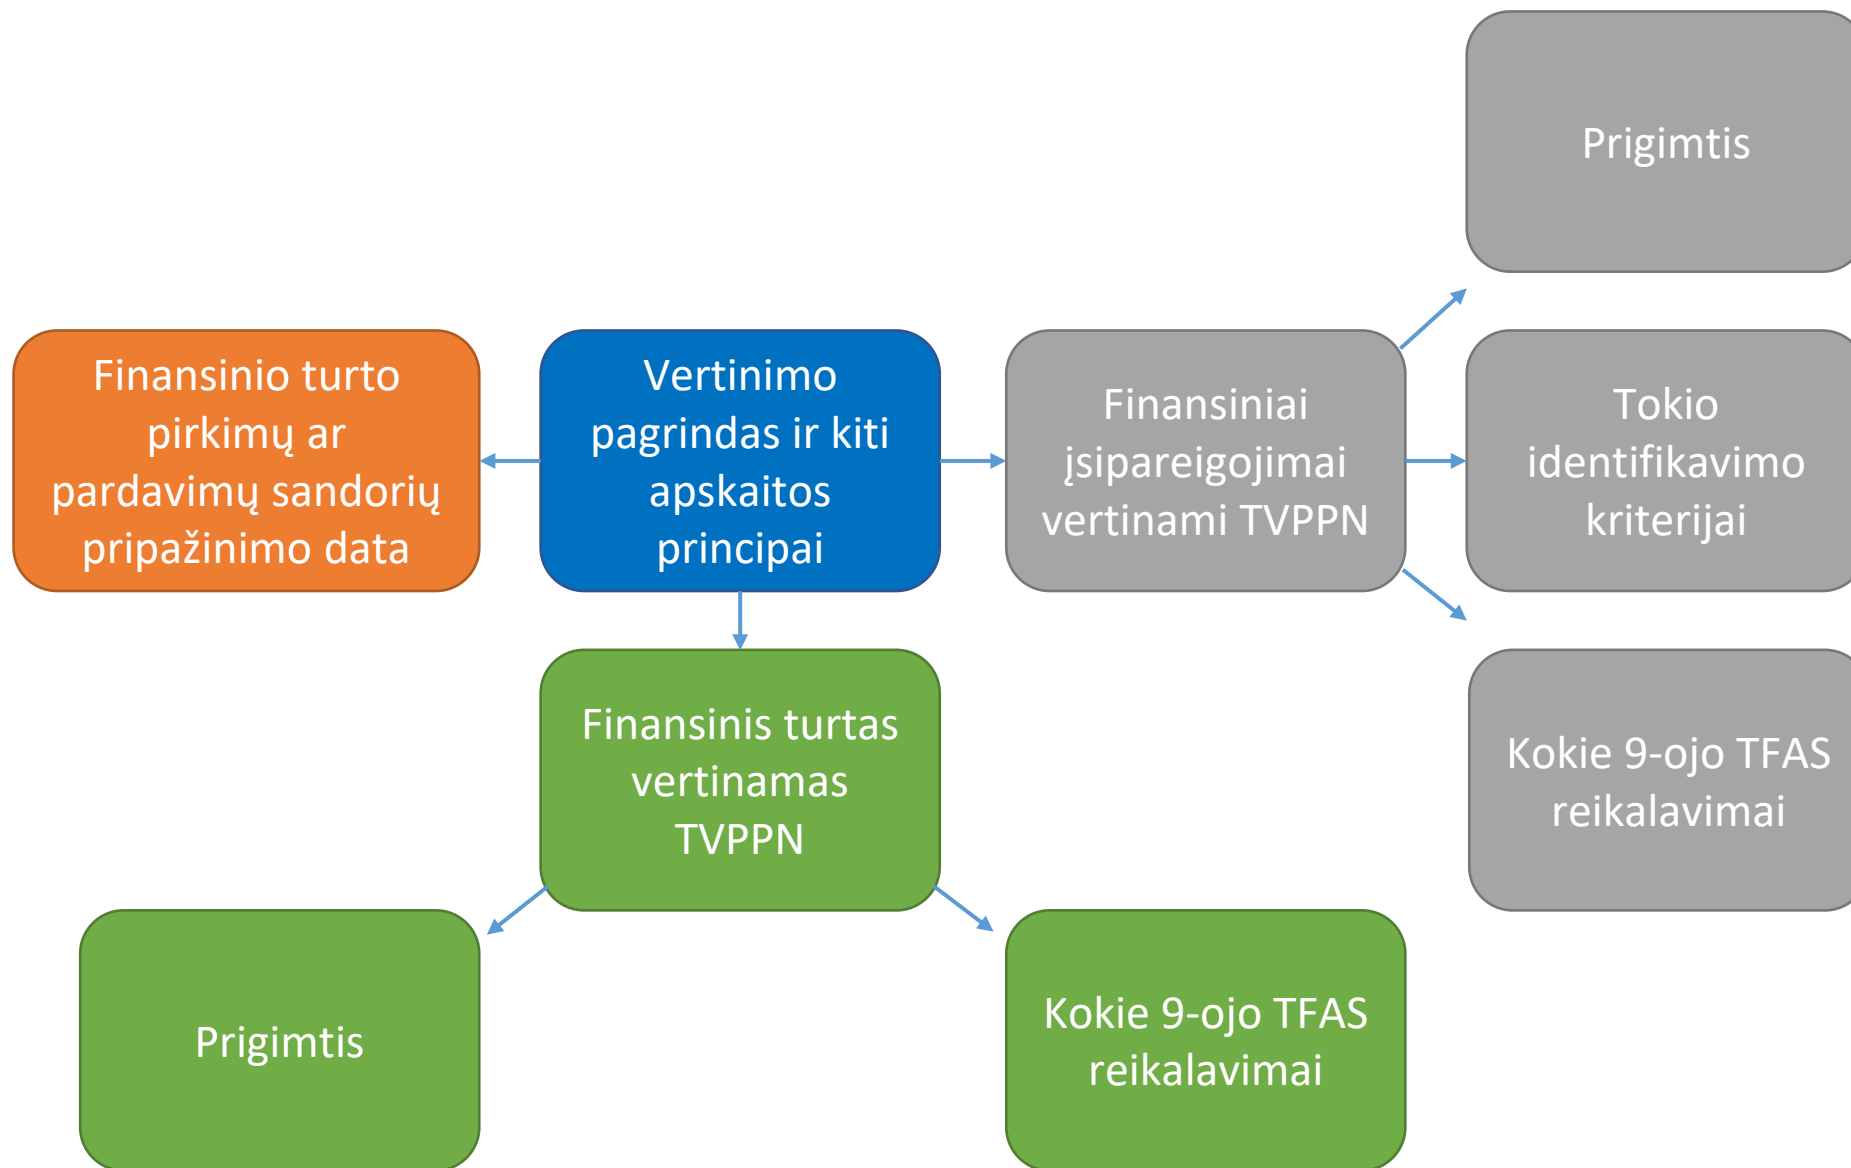 Prigimtis
Finansinio turto
pirkimų ar
pardavimų sandorių
pripažinimo data
Vertinimo
pagrindas ir kiti
apskaitos
principai
Finansiniai
įsipareigojimai
vertinami TVPPN
Tokio
identifikavimo
kriterijai
Finansinis turtas
vertinamas
TVPPN
Kokie 9-ojo TFAS
reikalavimai
Prigimtis
Kokie 9-ojo TFAS
reikalavimai